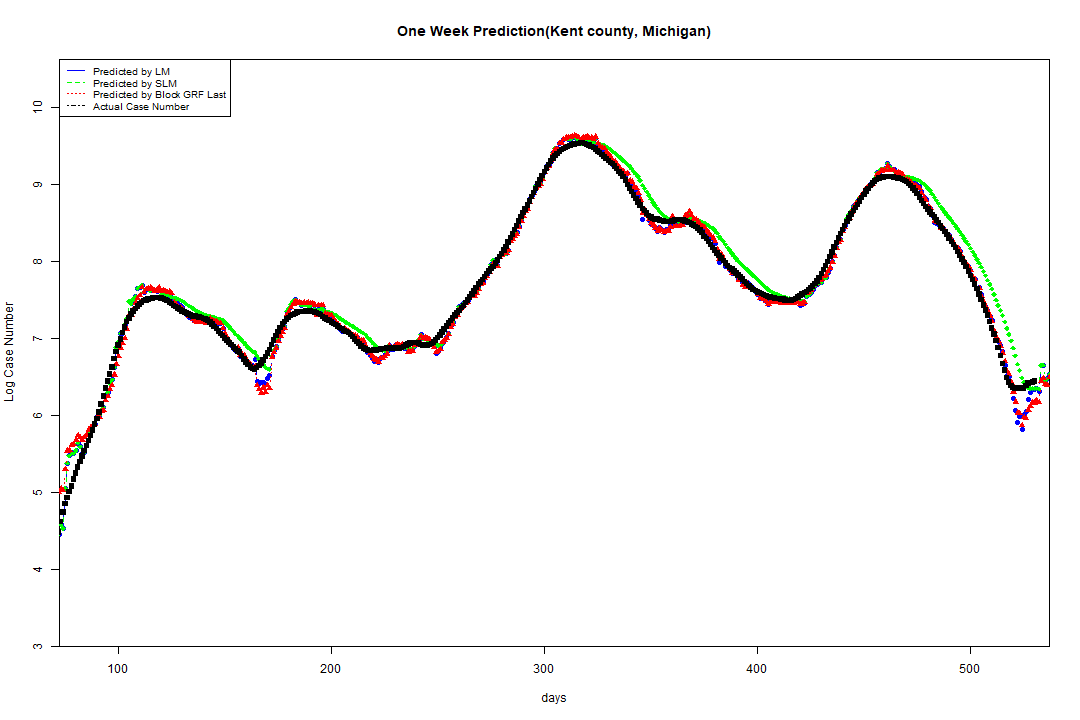 One Week Prediction(Kent county, Michigan)
Predicted by LM
Predicted by SLM
Predicted by Block GRF Last
Actual Case Number
10
9
8
7
6
5
4
3
Log Case Number
100 200 300 400 500
days